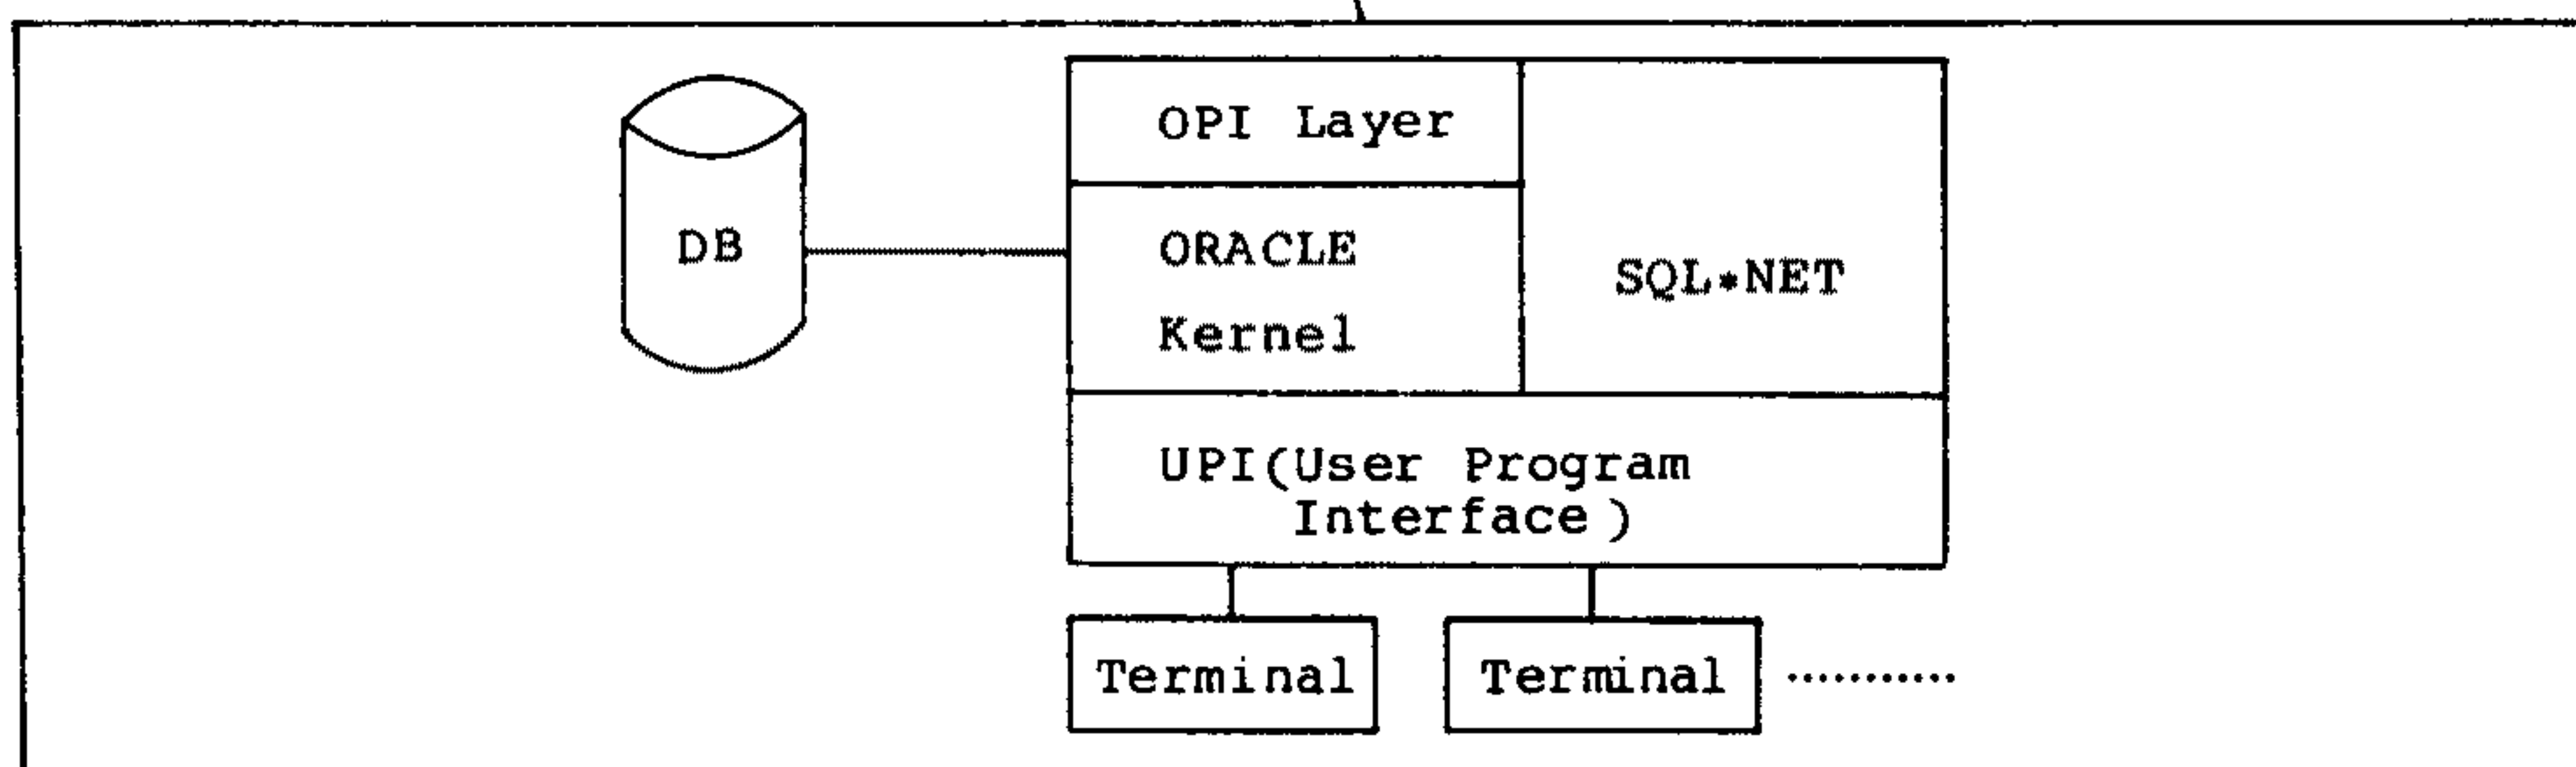 OPI Layer
DB
ORACLE
Kernel
SQL*NET
UPI(User Program
Interface)
Terminal
Terminal ...........